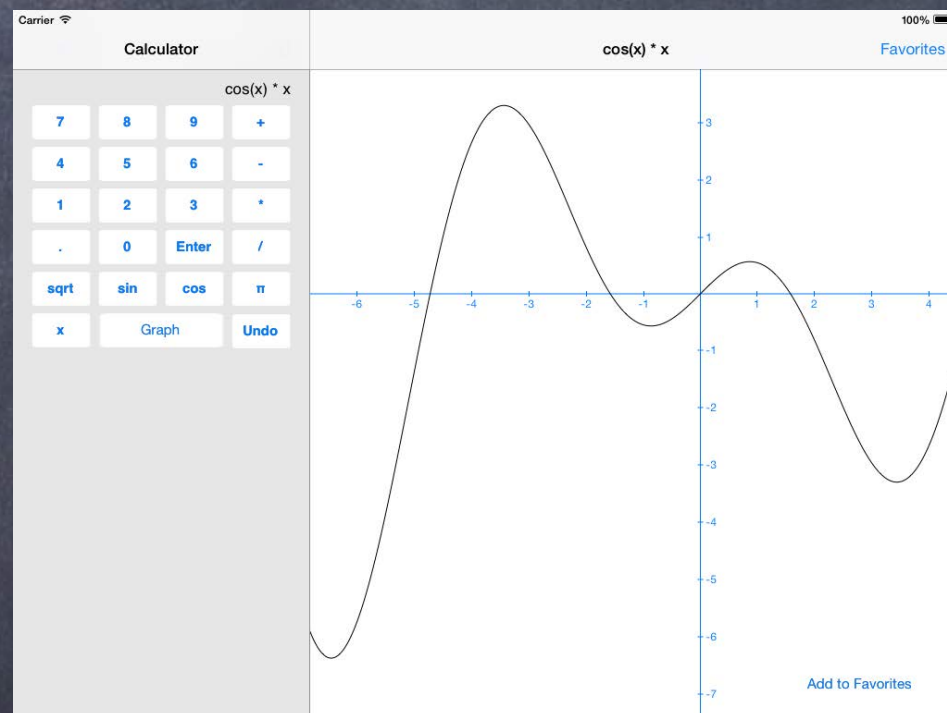 Carrier
100%
Calculator
cos(x) * x
Favorites
cos(x) * x
7 8 9 +
4 5 6 -
1 2 3 *
. 0 Enter /
sqrt sin cos π
x Graph Undo
3
2
1
-6 -5 -4 -3 -2 -1 1 2 3 4
-1
-2
-3
-4
-5
-6
-7
Add to Favorites